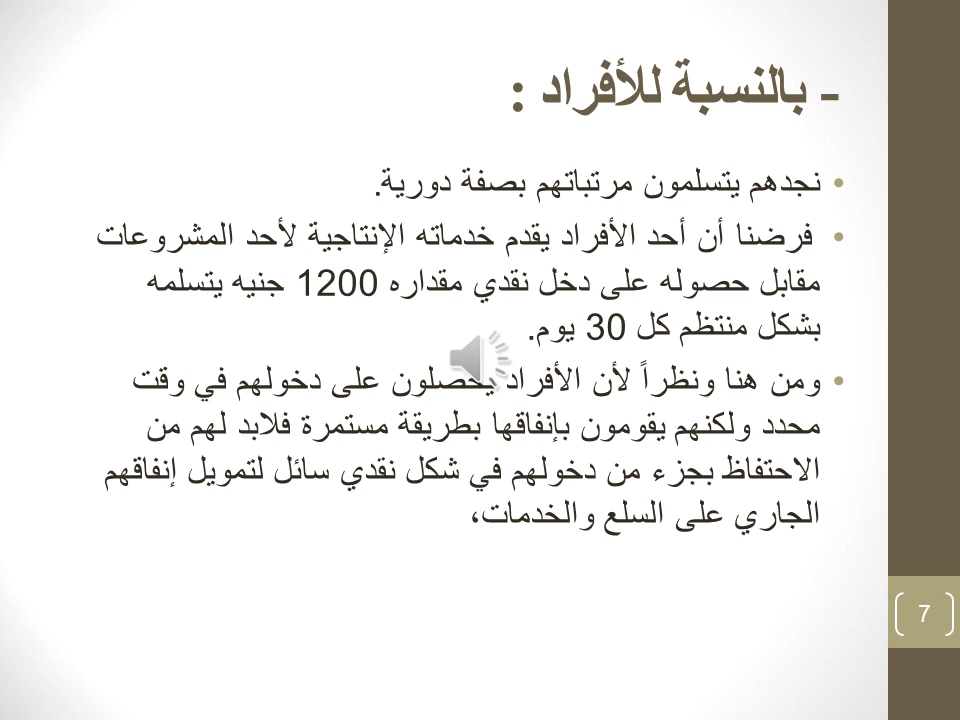 - بالنسبة للأفراد :
• نجدهم يتسلمون مرتباتهم بصفة دورية.
• فرضنا أن أحد الأفراد يقدم خدماته الإنتاجية لأحد المشروعات
مقابل حصوله على دخل نقدي مقداره 1200 جنيه يتسلمه
بشكل منتظم كل 30 يوم.
• ومن هنا ونظراً لأن الأفراد يحصلون على دخولهم في وقت
محدد ولكنهم يقومون بإنفاقها بطريقة مستمرة فلابد لهم من
الاحتفاظ بجزء من دخولهم في شكل نقدي سائل لتمويل إنفاقهم
الجاري على السلع والخدمات،
7